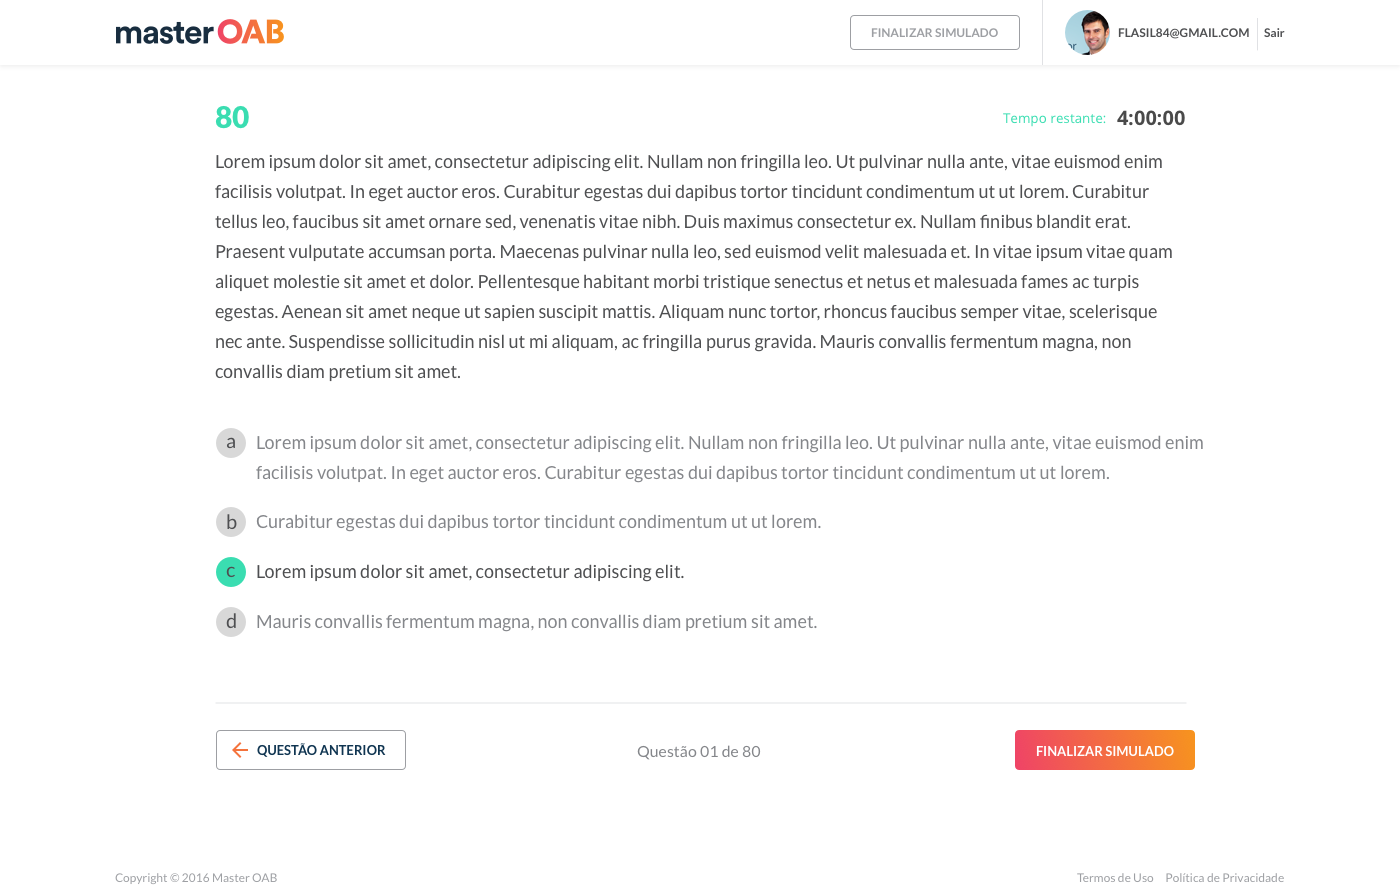 master OAB
FINALIZAR SIMULADO
or
FLASIL84@GMAIL.COM
Sair
80
Tempo restante: 4:00:00
Lorem ipsum dolor sit amet, consectetur adipiscing elit. Nullam non fringilla leo. Ut pulvinar nulla ante, vitae euismod enim
facilisis volutpat. In eget auctor eros. Curabitur egestas dui dapibus tortor tincidunt condimentum ut ut lorem. Curabitur
tellus leo, faucibus sit amet ornare sed, venenatis vitae nibh. Duis maximus consectetur ex. Nullam finibus blandit erat.
Praesent vulputate accumsan porta. Maecenas pulvinar nulla leo, sed euismod velit malesuada et. In vitae ipsum vitae quam
aliquet molestie sit amet et dolor. Pellentesque habitant morbi tristique senectus et netus et malesuada fames ac turpis
egestas. Aenean sit amet neque ut sapien suscipit mattis. Aliquam nunc tortor, rhoncus faucibus semper vitae, scelerisque
nec ante. Suspendisse sollicitudin nisl ut mi aliquam, ac fringilla purus gravida. Mauris convallis fermentum magna, non
convallis diam pretium sit amet.
a Lorem ipsum dolor sit amet, consectetur adipiscing elit. Nullam non fringilla leo. Ut pulvinar nulla ante, vitae euismod enim
facilisis volutpat. In eget auctor eros. Curabitur egestas dui dapibus tortor tincidunt condimentum ut ut lorem.
b Curabitur egestas dui dapibus tortor tincidunt condimentum ut ut lorem.
c Lorem ipsum dolor sit amet, consectetur adipiscing elit.
d Mauris convallis fermentum magna, non convallis diam pretium sit amet.
QUESTÃO ANTERIOR
Questão 01 de 80
FINALIZAR SIMULADO
Copyright © 2016 Master OAB
Termos de Uso
Política de Privacidade